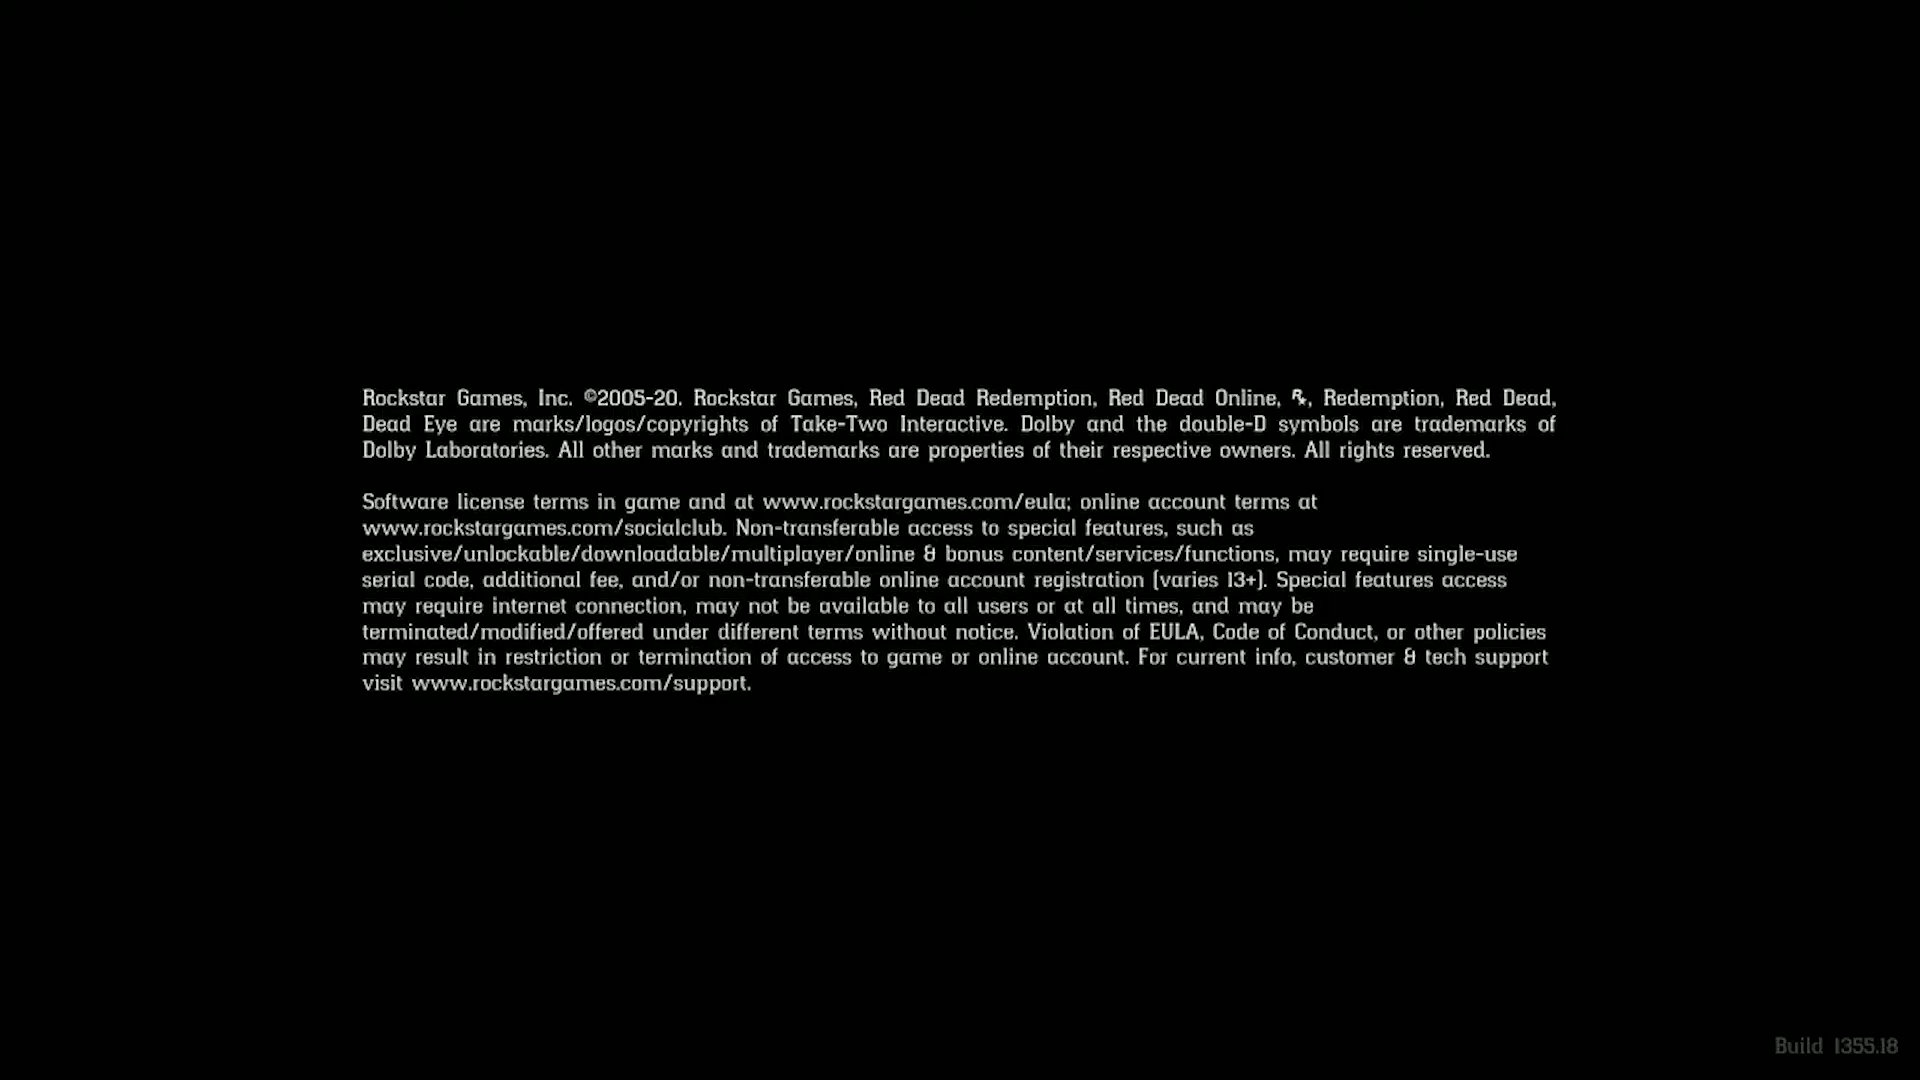 Rockstar Games, Inc. ©2005-20. Rockstar Games, Red Dead Redemption, Red Dead Online, R★, Redemption, Red Dead,
Dead Eye are marks/logos/copyrights of Take-Two Interactive. Dolby and the double-D symbols are trademarks of
Dolby Laboratories. All other marks and trademarks are properties of their respective owners. All rights reserved.
Software license terms in game and at www.rockstargames.com/eula; online account terms at
www.rockstargames.com/socialclub. Non-transferable access to special features, such as
exclusive/unlockable/downloadable/multiplayer/online & bonus content/services/functions, may require single-use
serial code, additional fee, and/or non-transferable online account registration (varies 13+). Special features access
may require internet connection, may not be available to all users or at all times, and may be
terminated/modified/offered under different terms without notice. Violation of EULA, Code of Conduct, or other policies
may result in restriction or termination of access to game or online account. For current info, customer & tech support
visit www.rockstargames.com/support.
Build 1355.18